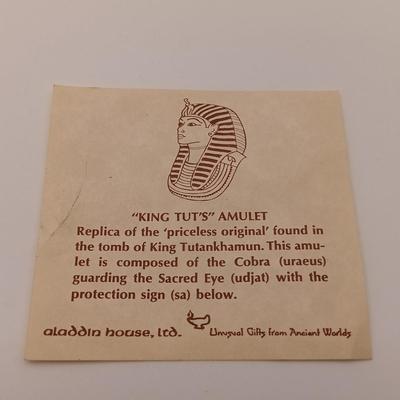 "KING TUT'S" AMULET
Replica of the 'priceless original' found in
the tomb of King Tutankhamun. This amu-
let is composed of the Cobra (uraeus)
guarding the Sacred Eye (udjat) with the
protection sign (sa) below.
aladdin house, ltd. Unusual Gifts from Ancient Worlds